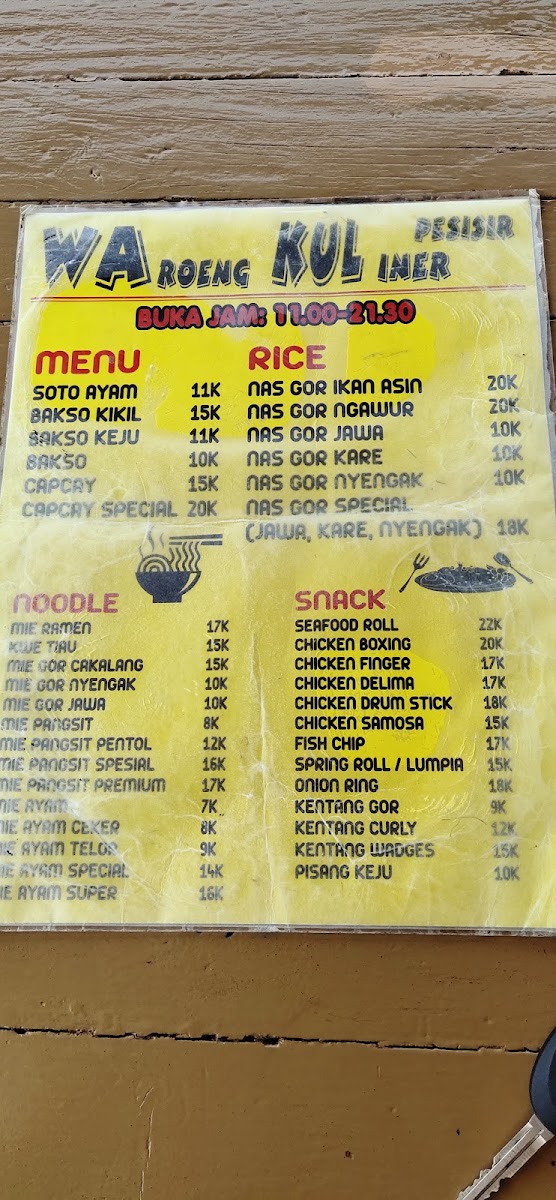 WAROENG KULINER PESISIR
BUKA JAM: 11.00-21.30
MENU
SOTO AYAM 11K
BAKSO KIKIL 15K
BAKSO KEJU 11K
BAKSO 10K
CAPCAY 15K
CAPCAY SPECIAL 20K
RICE
NAS GOR IKAN ASIN 20K
NAS GOR NGAWUR 20K
NAS GOR JAWA 10K
NAS GOR KARE 10K
NAS GOR NYENGAK 10K
NAS GOR SPECIAL
(JAWA, KARE, NYENGAK) 18K
NOODLE
MIE RAMEN 17K
KWE TIAU 15K
MIE GOR CAKALANG 15K
MIE GOR NYENGAK 10K
MIE GOR JAWA 10K
MIE PANGSIT 8K
MIE PANGSIT PENTOL 12K
MIE PANGSIT SPESIAL 16K
MIE PANGSIT PREMIUM 17K
MIE AYAM 7K
MIE AYAM CEKER 8K
MIE AYAM TELOR 9K
MIE AYAM SPECIAL 14K
MIE AYAM SUPER 16K
SNACK
SEAFOOD ROLL 22K
CHICKEN BOXING 20K
CHICKEN FINGER 17K
CHICKEN DELIMA 17K
CHICKEN DRUM STICK 18K
CHICKEN SAMOSA 15K
FISH CHIP 17K
SPRING ROLL / LUMPIA 15K
ONION RING 18K
KENTANG GOR 9K
KENTANG CURLY 12K
KENTANG WADGES 15K
PISANG KEJU 10K